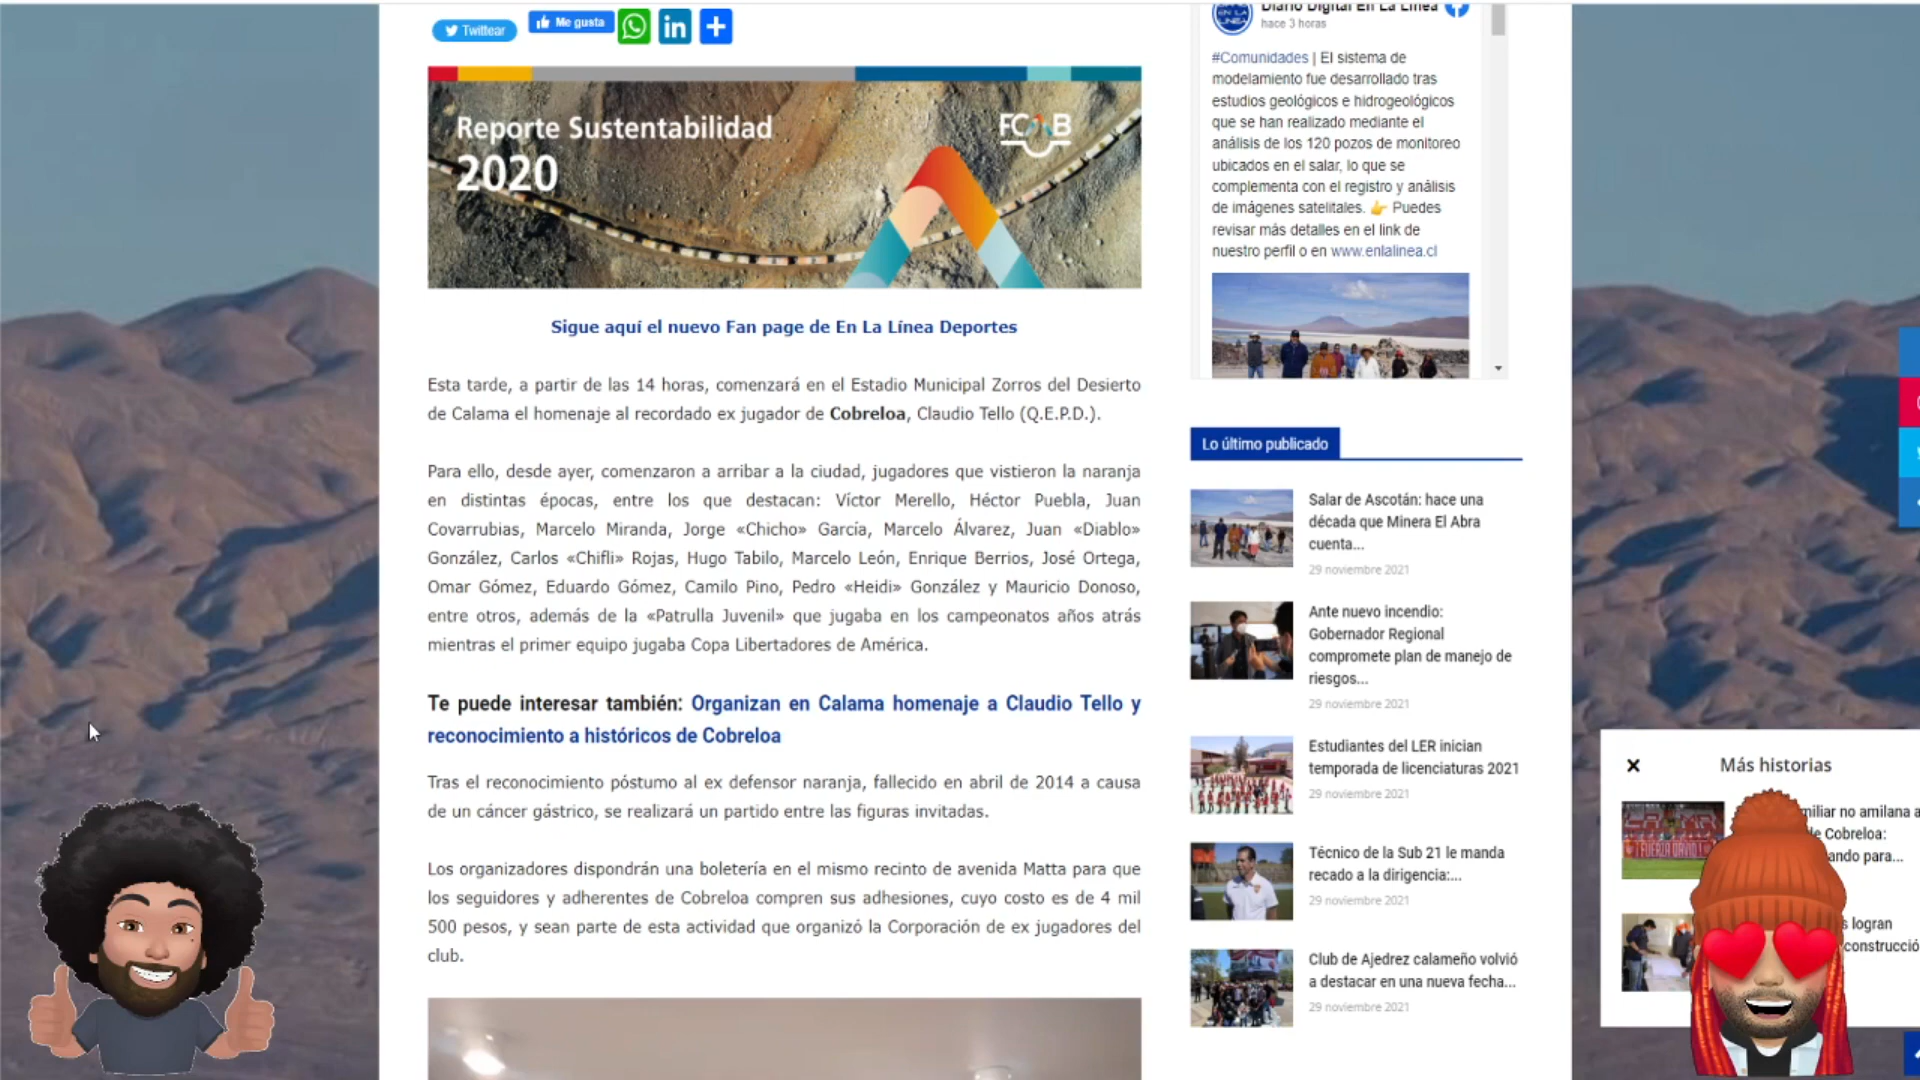 Twittear
Me gusta
Reporte Sustentabilidad
2020
FCAB
Sigue aquí el nuevo Fan page de En La Línea Deportes
Esta tarde, a partir de las 14 horas, comenzará en el Estadio Municipal Zorros del Desierto
de Calama el homenaje al recordado ex jugador de Cobreloa, Claudio Tello (Q.E.P.D.).
Para ello, desde ayer, comenzaron a arribar a la ciudad, jugadores que vistieron la naranja
en distintas épocas, entre los que destacan: Víctor Merello, Héctor Puebla, Juan
Covarrubias, Marcelo Miranda, Jorge «Chicho» García, Marcelo Álvarez, Juan «Diablo»
González, Carlos «Chifli» Rojas, Hugo Tabilo, Marcelo León, Enrique Berrios, José Ortega,
Omar Gómez, Eduardo Gómez, Camilo Pino, Pedro «Heidi» González y Mauricio Donoso,
entre otros, además de la «Patrulla Juvenil» que jugaba en los campeonatos años atrás
mientras el primer equipo jugaba Copa Libertadores de América.
Te puede interesar también: Organizan en Calama homenaje a Claudio Tello y
reconocimiento a históricos de Cobreloa
Tras el reconocimiento póstumo al ex defensor naranja, fallecido en abril de 2014 a causa
de un cáncer gástrico, se realizará un partido entre las figuras invitadas.
Los organizadores dispondrán una boletería en el mismo recinto de avenida Matta para que
los seguidores y adherentes de Cobreloa compren sus adhesiones, cuyo costo es de 4 mil
500 pesos, y sean parte de esta actividad que organizó la Corporación de ex jugadores del
club.
Diario Digital En La Línea
hace 3 horas
#Comunidades | El sistema de
modelamiento fue desarrollado tras
estudios geológicos e hidrogeológicos
que se han realizado mediante el
análisis de los 120 pozos de monitoreo
ubicados en el salar, lo que se
complementa con el registro y análisis
de imágenes satelitales. 👉 Puedes
revisar más detalles en el link de
nuestro perfil o en www.enlalinea.cl
Lo último publicado
Salar de Ascotán: hace una
década que Minera El Abra
cuenta...
29 noviembre 2021
Ante nuevo incendio:
Gobernador Regional
compromete plan de manejo de
riesgos...
29 noviembre 2021
Estudiantes del LER inician
temporada de licenciaturas 2021
29 noviembre 2021
Técnico de la Sub 21 le manda
recado a la dirigencia:...
29 noviembre 2021
Club de Ajedrez calameño volvió
a destacar en una nueva fecha...
29 noviembre 2021
Más historias
miliar no amilana a
de Cobreloa:
ando para...
s logran
construcció